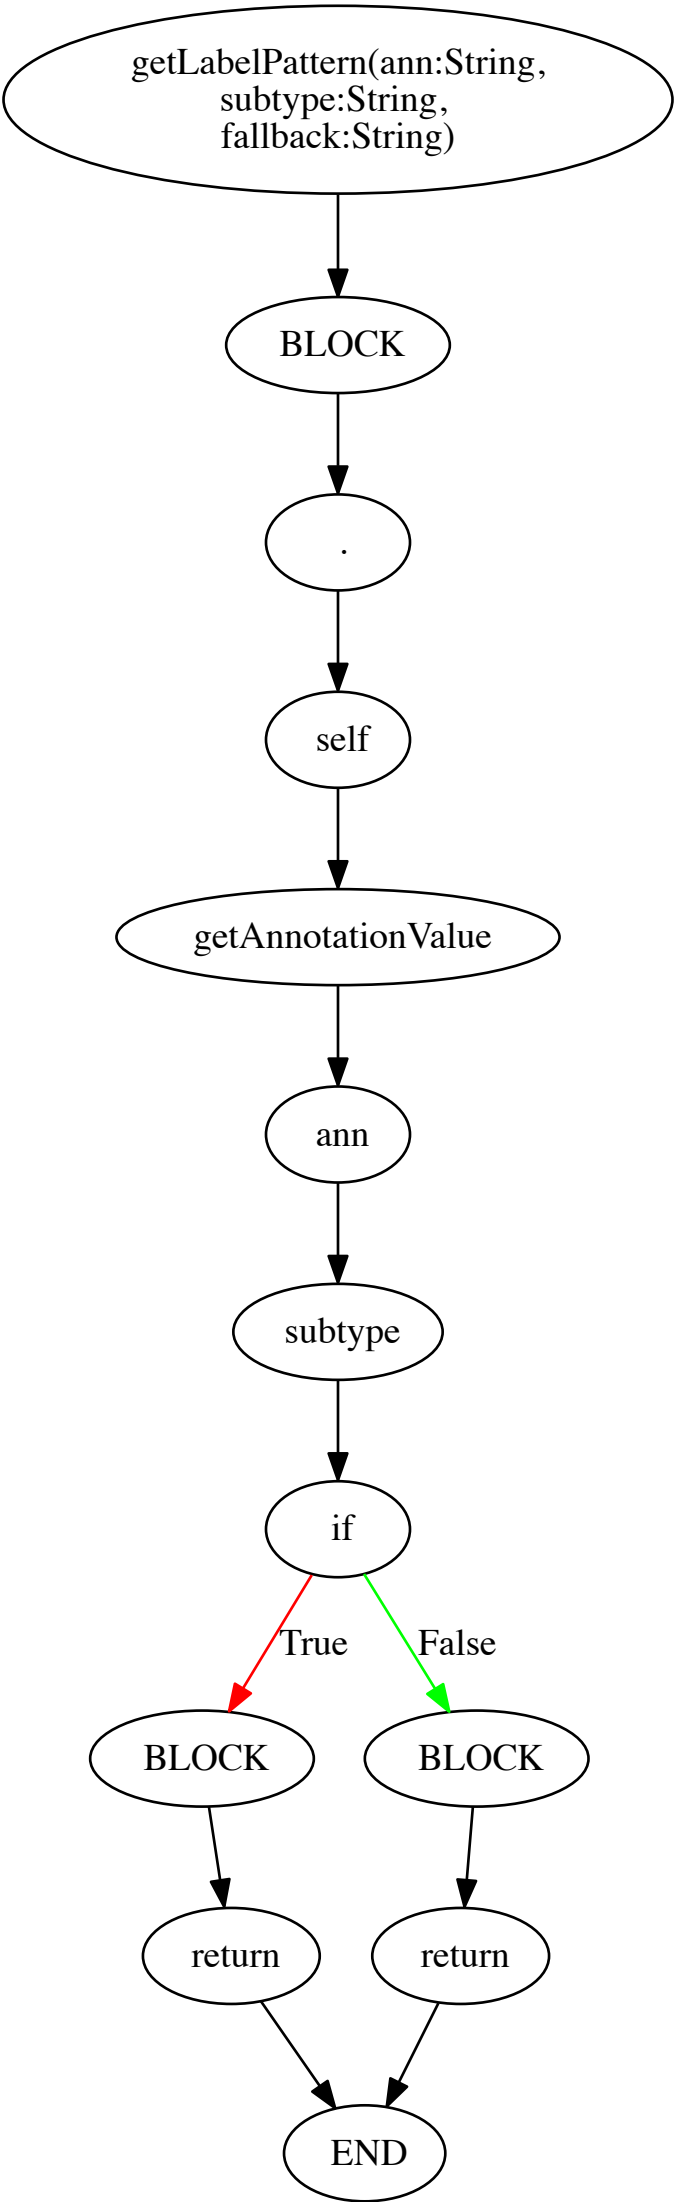 getLabelPattern(ann:String,
subtype:String,
fallback:String)
BLOCK
.
self
getAnnotationValue
ann
subtype
if
True
False
BLOCK
BLOCK
return
return
END